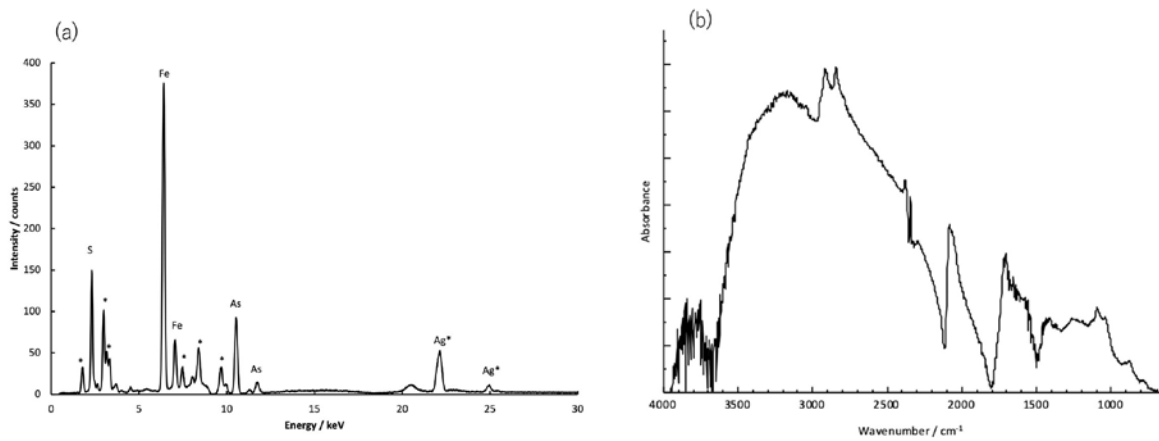 (a)
400
350
300
250
200
150
100
50
0
Intensity / counts
S
*
*
*
Fe
Fe
*
*
*
As
As
Ag*
Ag*
0 5 10 15 20 25 30
Energy / keV
(b)
Absorbance
4000 3500 3000 2500 2000 1500 1000
Wavenumber / cm⁻¹